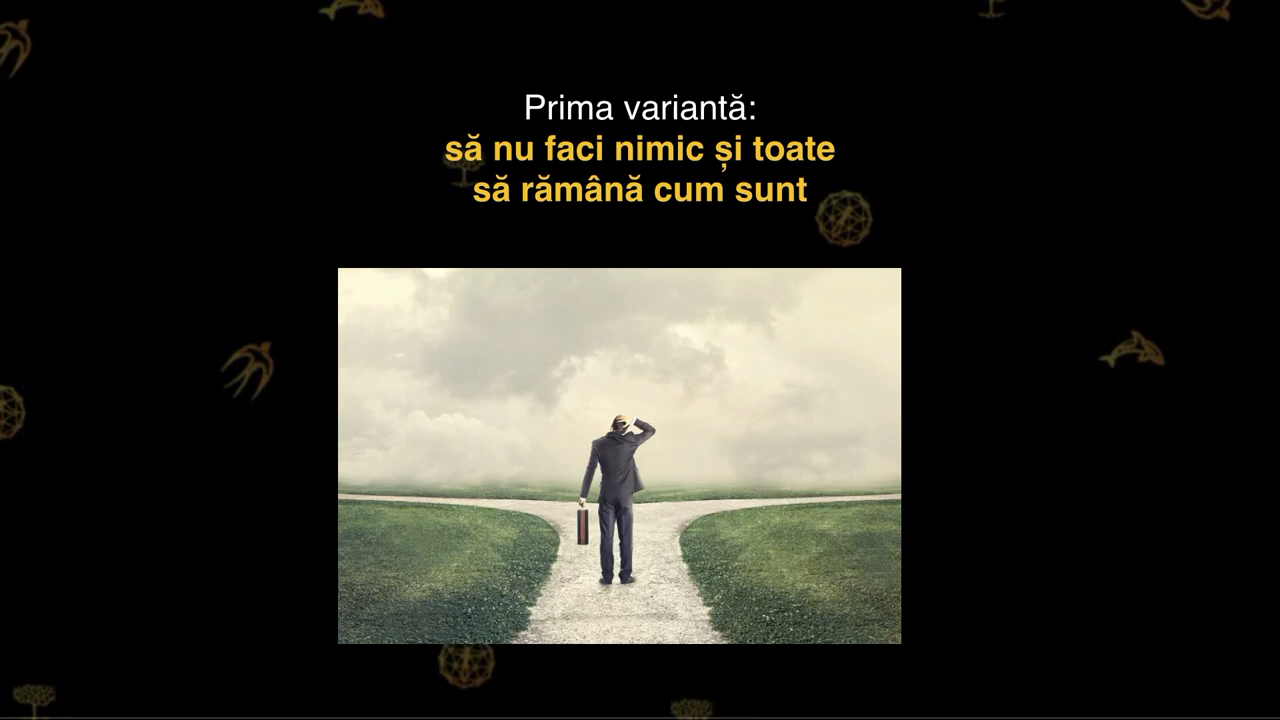 Prima variantă:
să nu faci nimic și toate
să rămână cum sunt